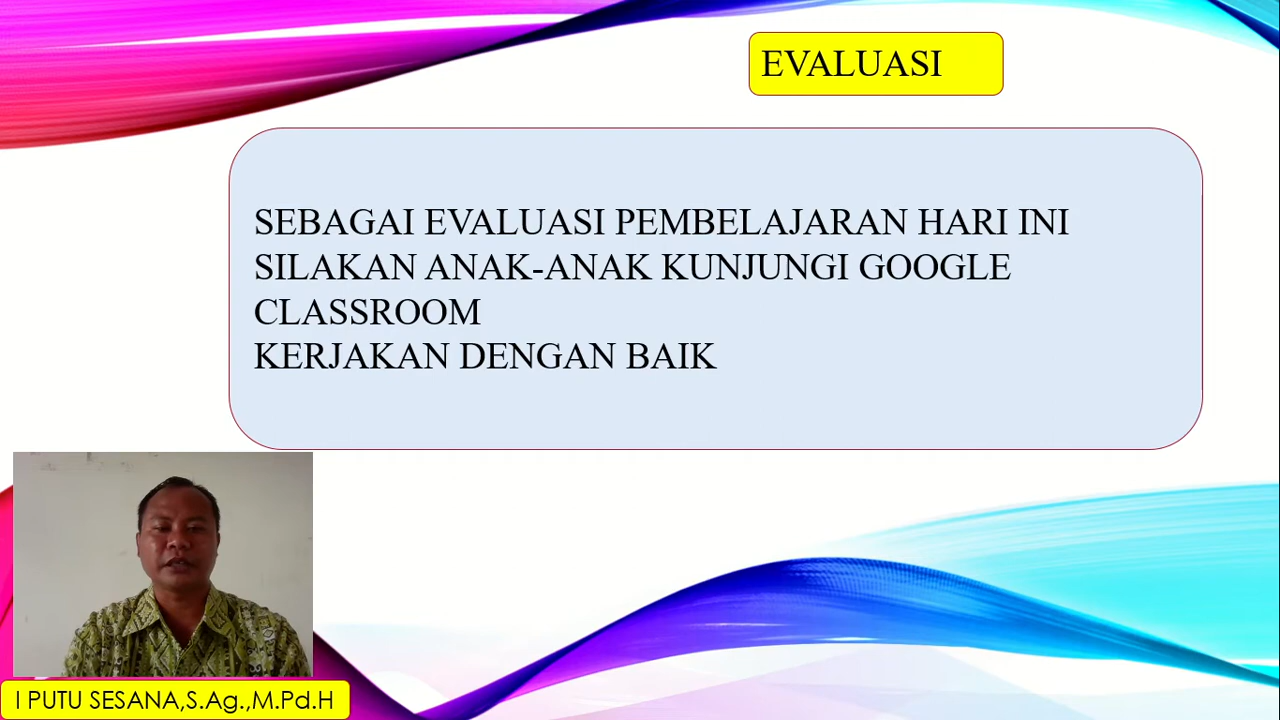 EVALUASI
SEBAGAI EVALUASI PEMBELAJARAN HARI INI
SILAKAN ANAK-ANAK KUNJUNGI GOOGLE
CLASSROOM
KERJAKAN DENGAN BAIK
I PUTU SESANA,S.Ag.,M.Pd.H